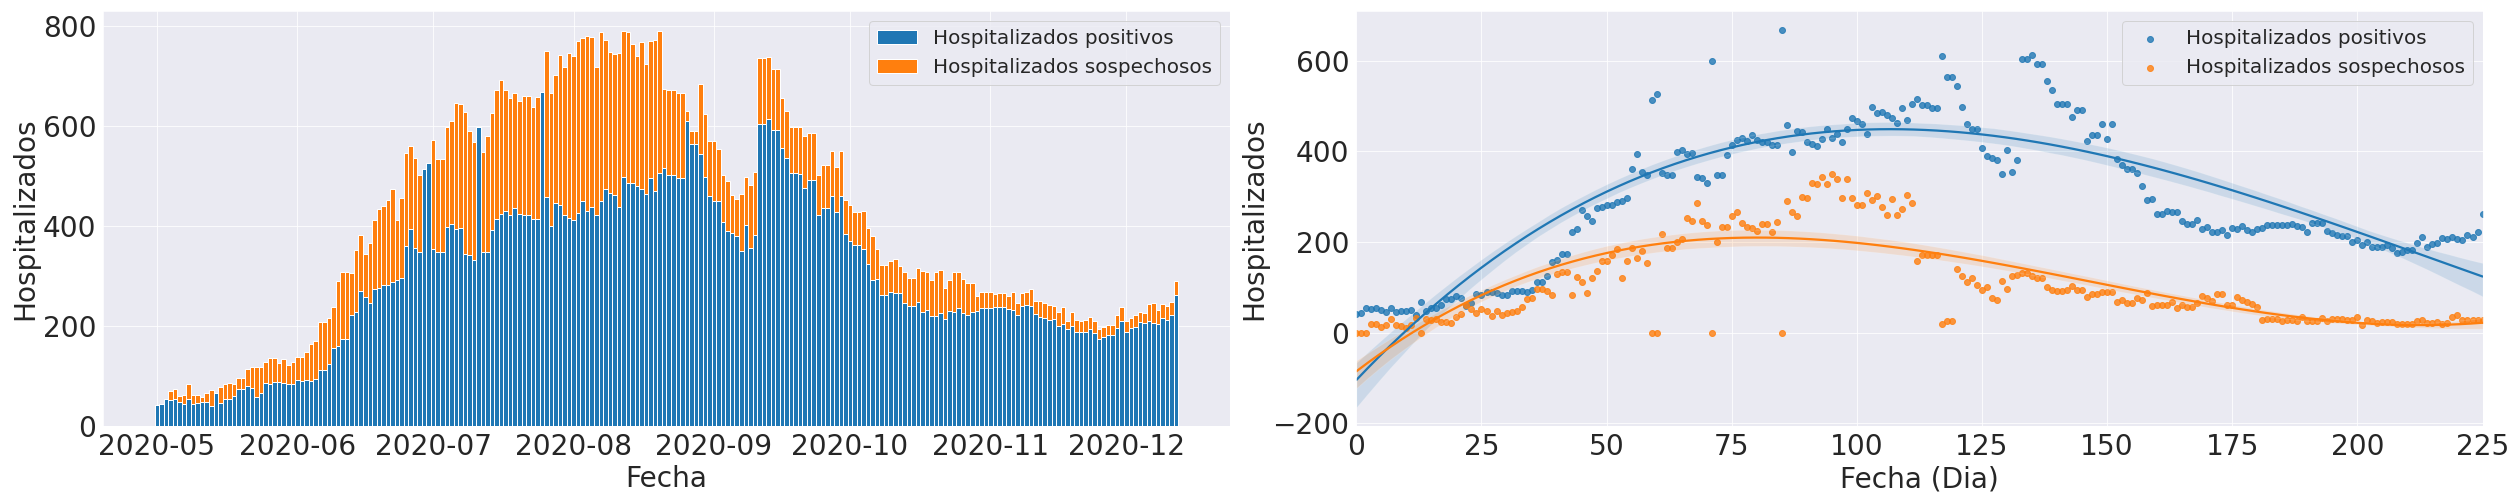 Hospitalizados
800
600
400
200
0
Hospitalizados positivos
Hospitalizados sospechosos
2020-05 2020-06 2020-07 2020-08 2020-09 2020-10 2020-11 2020-12
Fecha
Hospitalizados
600
400
200
0
−200
Hospitalizados positivos
Hospitalizados sospechosos
0 25 50 75 100 125 150 175 200 225
Fecha (Dia)